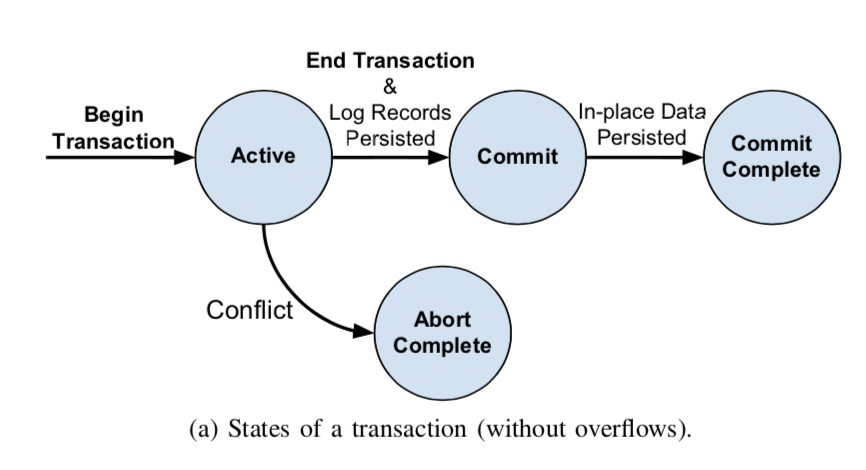 End Transaction
&
Log Records
Persisted
Begin
Transaction
Active
Commit
In-place Data
Persisted
Commit
Complete
Conflict
Abort
Complete
(a) States of a transaction (without overflows).